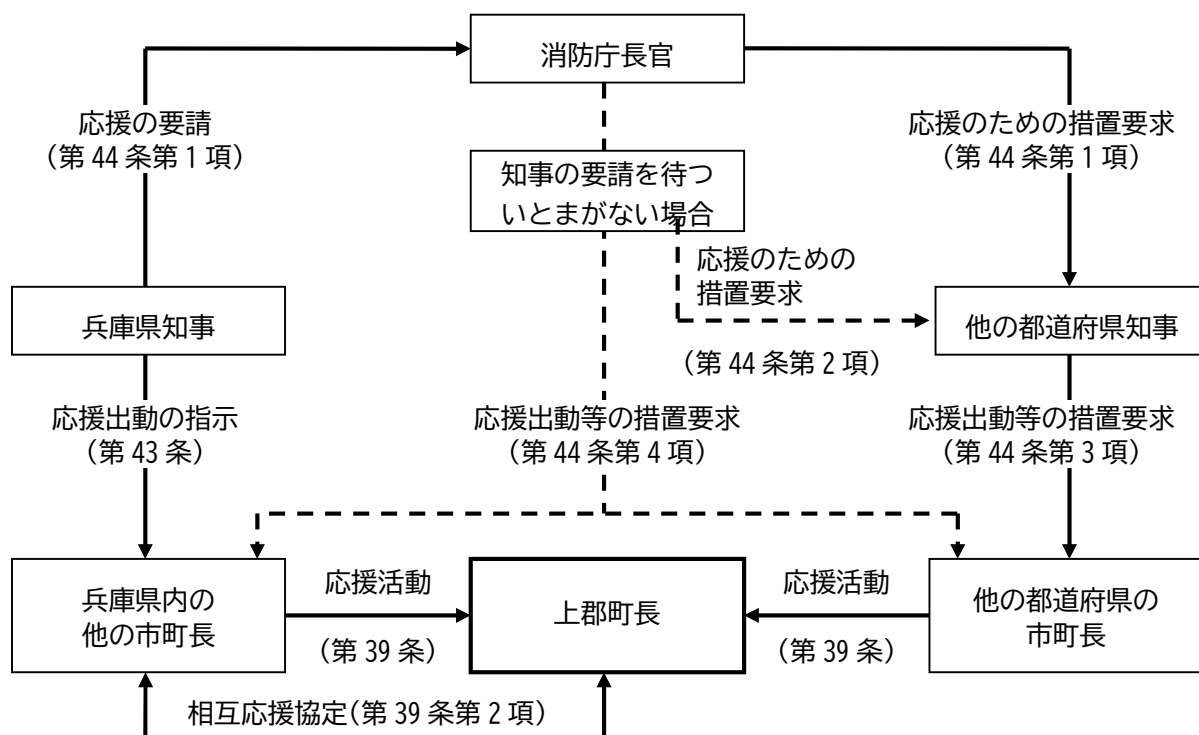 消防庁長官
応援の要請
（第 44 条第 1 項）
応援のための措置要求
（第 44 条第 1 項）
知事の要請を待つ
いとまがない場合
応援のための
措置要求
兵庫県知事
他の都道府県知事
（第 44 条第 2 項）
応援出動の指示
（第 43 条）
応援出動等の措置要求
（第 44 条第 4 項）
応援出動等の措置要求
（第 44 条第 3 項）
兵庫県内の
他の市町長
応援活動
（第 39 条）
上郡町長
応援活動
（第 39 条）
他の都道府県の
市町長
相互応援協定（第 39 条第 2 項）